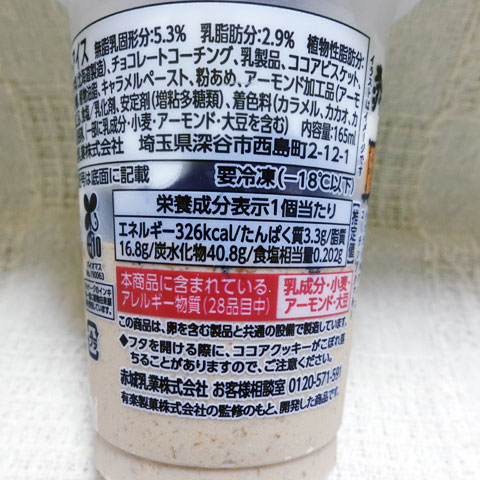 イス 無脂乳固形分:5.3% 乳脂肪分:2.9% 植物性脂肪分:
造)、チョコレートコーチング、乳製品、ココアビスケット、
キャラメルペースト、粉あめ、アーモンド加工品(アーモ
乳化剤、安定剤(増粘多糖類)、着色料(カラメル、カカオ、カ
(一部に乳成分・小麦・アーモンド・大豆を含む) 内容量:165ml
株式会社 埼玉県深谷市西島町2-12-1
号は底面に記載 要冷凍(-18℃以下)
栄養成分表示1個当たり
エネルギー326kcal/たんぱく質3.3g/脂質
16.8g/炭水化物40.8g/食塩相当量0.202g
本商品に含まれている
アレルギー物質(28品目中)
乳成分・小麦・
アーモンド・大豆
この商品は、卵を含む製品と共通の設備で製造しています。
◆フタを開ける際に、ココアクッキーがこぼれ落
ちることがありますので、ご注意ください。
赤城乳業株式会社 お客様相談室 0120-571-591
有楽製菓株式会社の監修のもと、開発した商品です。
10